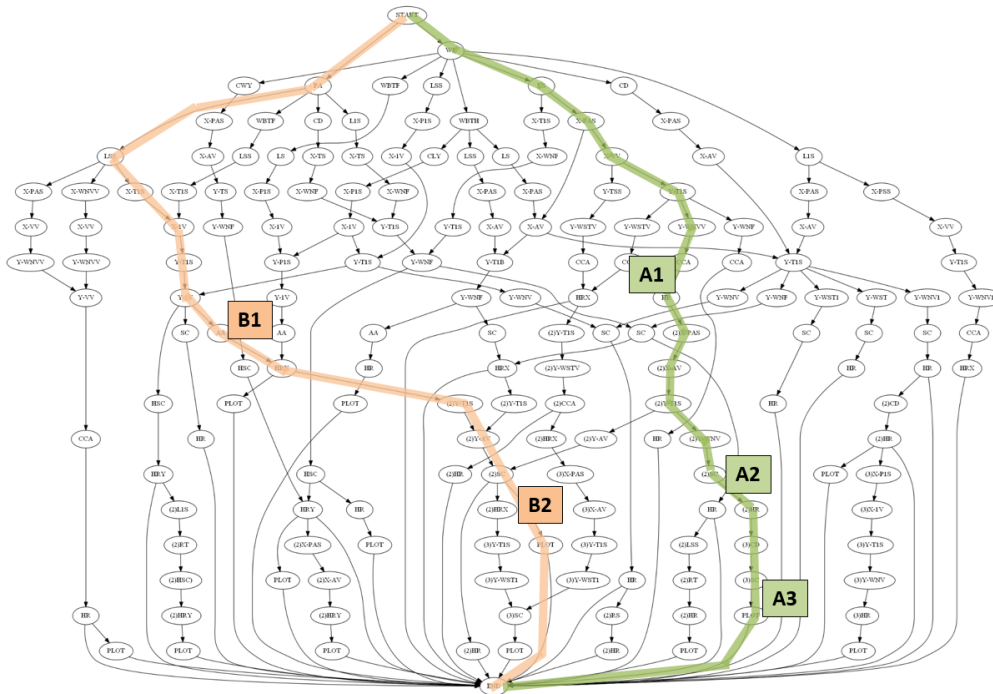 START
CWY WBTF LSS CD
X-PAS WBTF CD L1S X-P1S WBTH X-T1S X-PAS
X-AV LSS X-TS LS X-1V CLY LSS LS X-WNF X-AV L1S
X-PAS X-WNVV X-T1S Y-TS X-P1S X-WNF X-P1S X-WNF X-PAS X-PAS Y-TSS Y-T1S X-PAS X-PSS
X-VV X-VV Y-WNF X-1V Y-T1S X-1V Y-T1S X-AV X-AV Y-WSTV Y-WSTV Y-WNF X-AV X-VV
Y-WNVV Y-WNVV Y-P1S Y-T1S Y-WNF Y-T1B CCA CCA Y-T1S Y-T1S
A1
Y-VV Y-1V Y-WNF Y-WNV HRX Y-WNV Y-WNF Y-WST1 Y-WST Y-WNV1 Y-WNV1
B1
SC AA AA SC (2)Y-T1S SC SC SC SC SC CCA
HSC HR HRX (2)Y-WSTV (2)X-AV HR HR HRX
HSC PLOT PLOT (2)Y-T1S (2)Y-T1S (2)CCA HR (2)CD
CCA HR (2)HRX (2)Y-AV HR (2)HR
HRY HSC (2)HR (3)X-PAS PLOT (3)X-P1S
A2
(2)L1S HRY HR (2)HRX (3)X-AV HR (2)HR (3)X-1V
B2
(2)RT (2)X-PAS PLOT (3)Y-T1S PLOT (3)Y-T1S (2)LSS (3)CD (3)Y-T1S
(2)HSC) PLOT (2)X-AV (3)Y-WST1 (3)Y-WST1 HR (2)RT (3)Y-WNV
A3
HR (2)HRY (2)HRY (3)SC (2)RS (2)HR (3)HR
PLOT PLOT PLOT (2)HR PLOT (2)HR PLOT PLOT